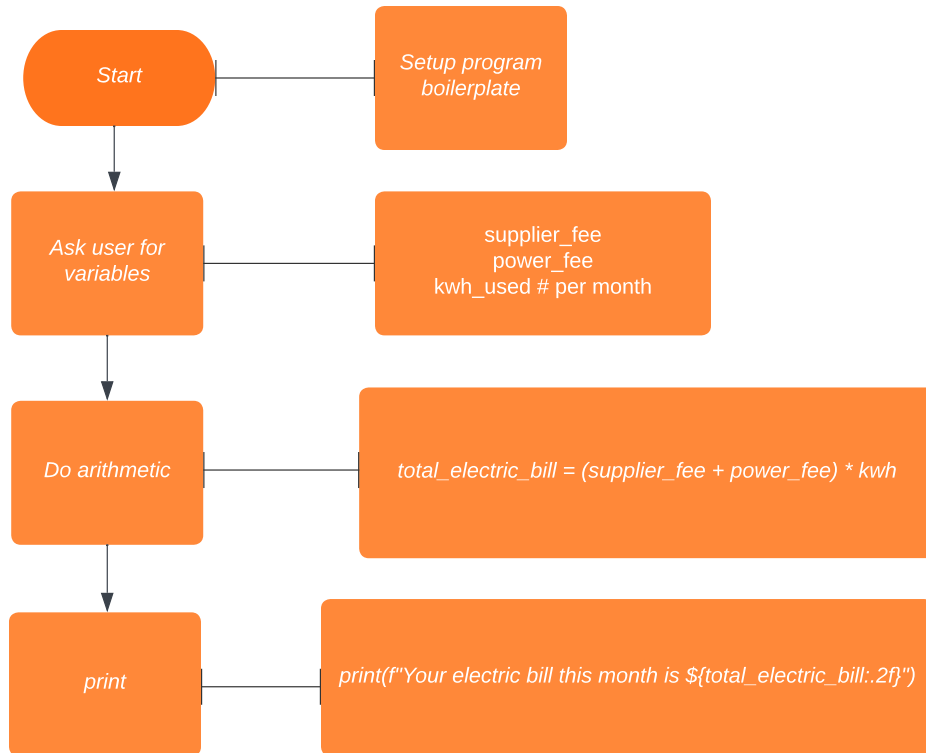 Start
Setup program
boilerplate
Ask user for
variables
supplier_fee
power_fee
kwh_used # per month
Do arithmetic
total_electric_bill = (supplier_fee + power_fee) * kwh
print
print(f"Your electric bill this month is ${total_electric_bill:.2f}")